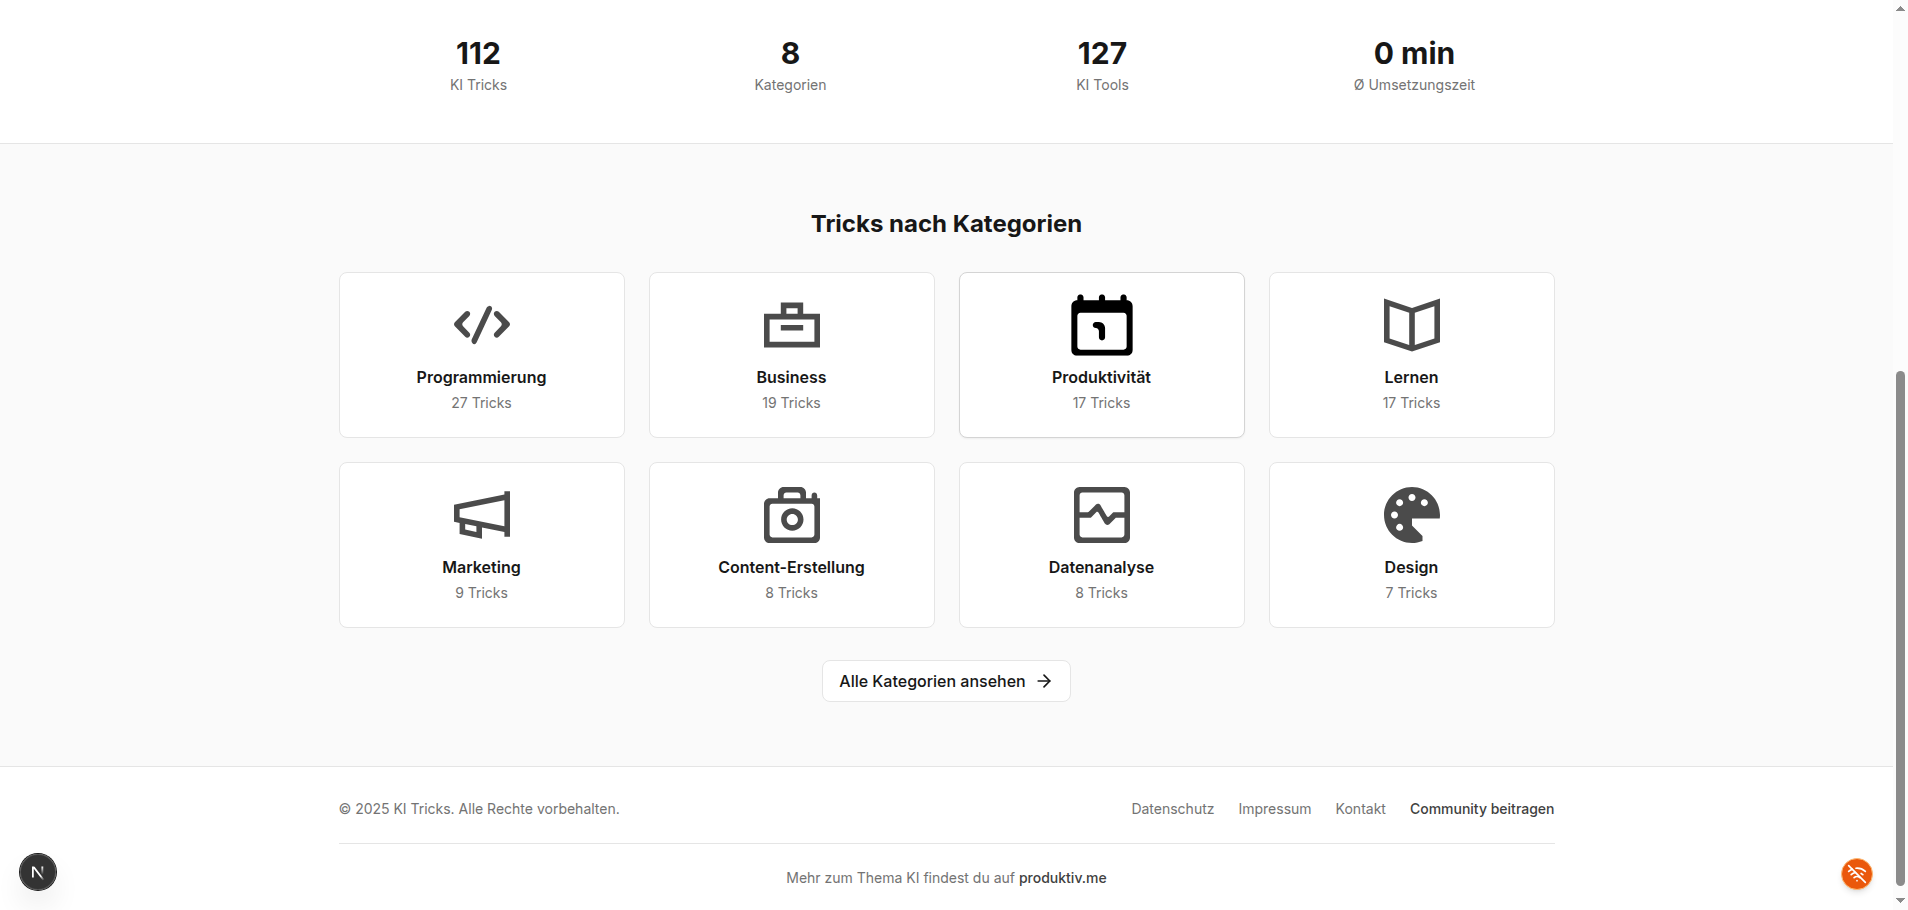 112
KI Tricks
8
Kategorien
127
KI Tools
0 min
Ø Umsetzungszeit
Tricks nach Kategorien
Programmierung
27 Tricks
Business
19 Tricks
Produktivität
17 Tricks
Lernen
17 Tricks
Marketing
9 Tricks
Content-Erstellung
8 Tricks
Datenanalyse
8 Tricks
Design
7 Tricks
Alle Kategorien ansehen
© 2025 KI Tricks. Alle Rechte vorbehalten.
Datenschutz
Impressum
Kontakt
Community beitragen
Mehr zum Thema KI findest du auf produktiv.me
N